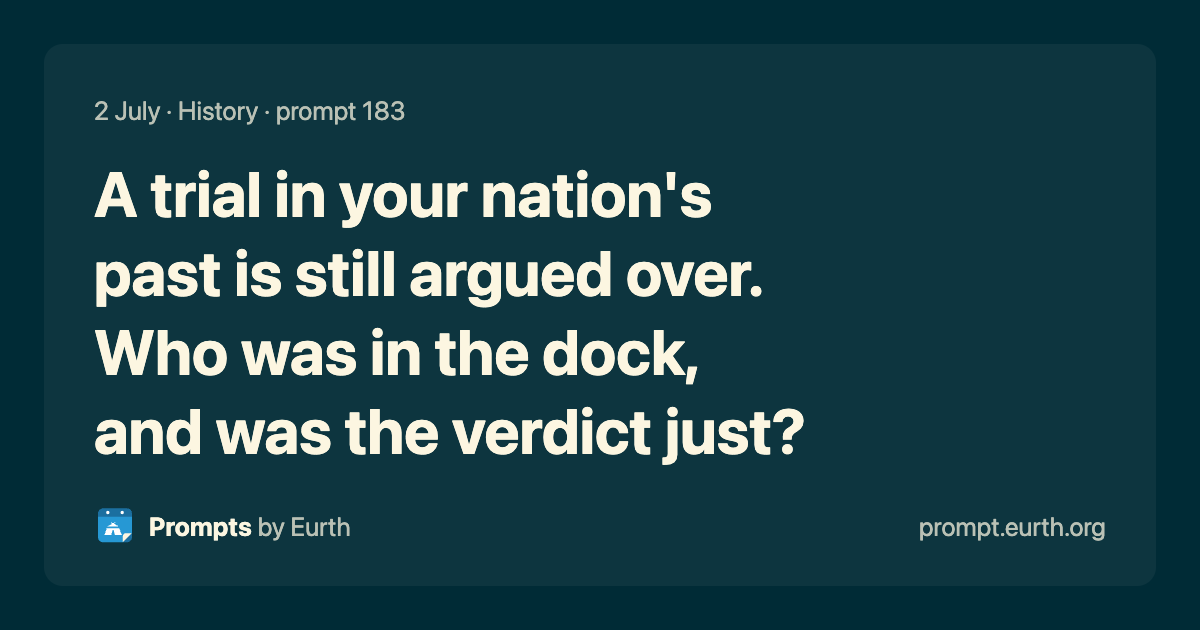 2 July · History · prompt 183
A trial in your nation's
past is still argued over.
Who was in the dock,
and was the verdict just?
Prompts by Eurth
prompt.eurth.org